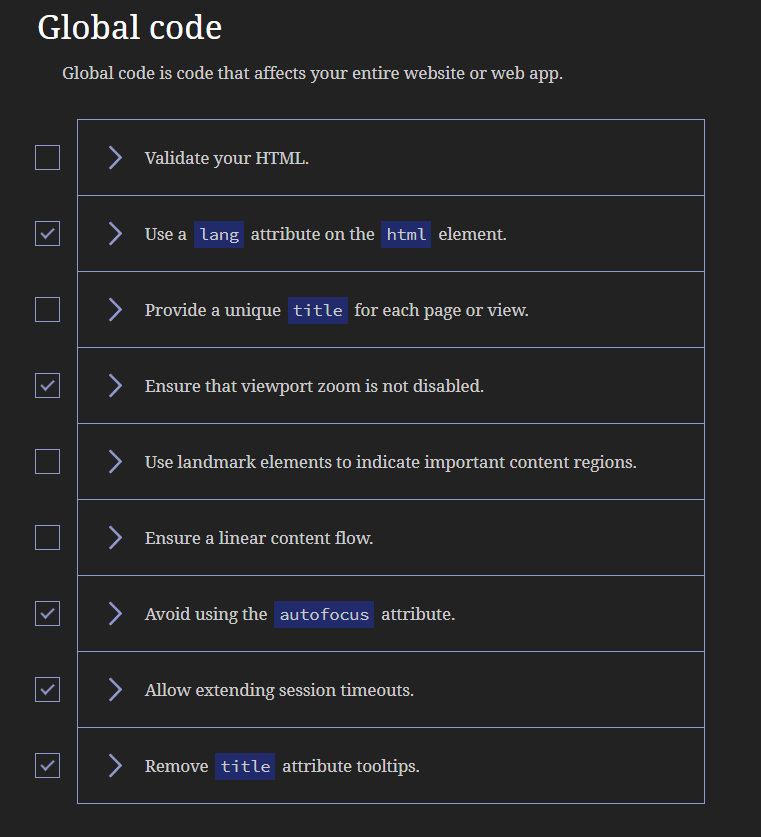 Global code
Global code is code that affects your entire website or web app.
Validate your HTML.
Use a lang attribute on the html element.
Provide a unique title for each page or view.
Ensure that viewport zoom is not disabled.
Use landmark elements to indicate important content regions.
Ensure a linear content flow.
Avoid using the autofocus attribute.
Allow extending session timeouts.
Remove title attribute tooltips.